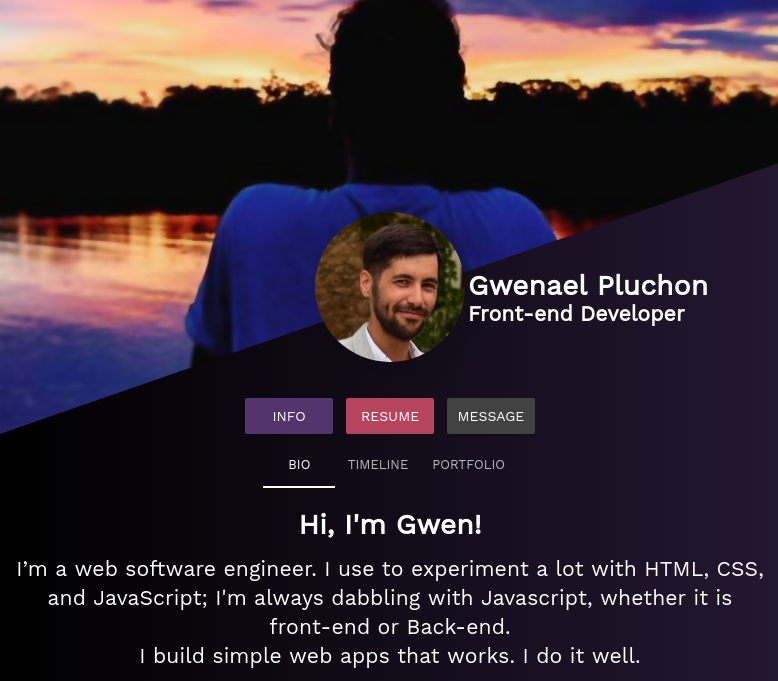 Gwenael Pluchon
Front-end Developer
INFO
RESUME
MESSAGE
BIO
TIMELINE
PORTFOLIO
Hi, I'm Gwen!
I’m a web software engineer. I use to experiment a lot with HTML, CSS,
and JavaScript; I'm always dabbling with Javascript, whether it is
front-end or Back-end.
I build simple web apps that works. I do it well.